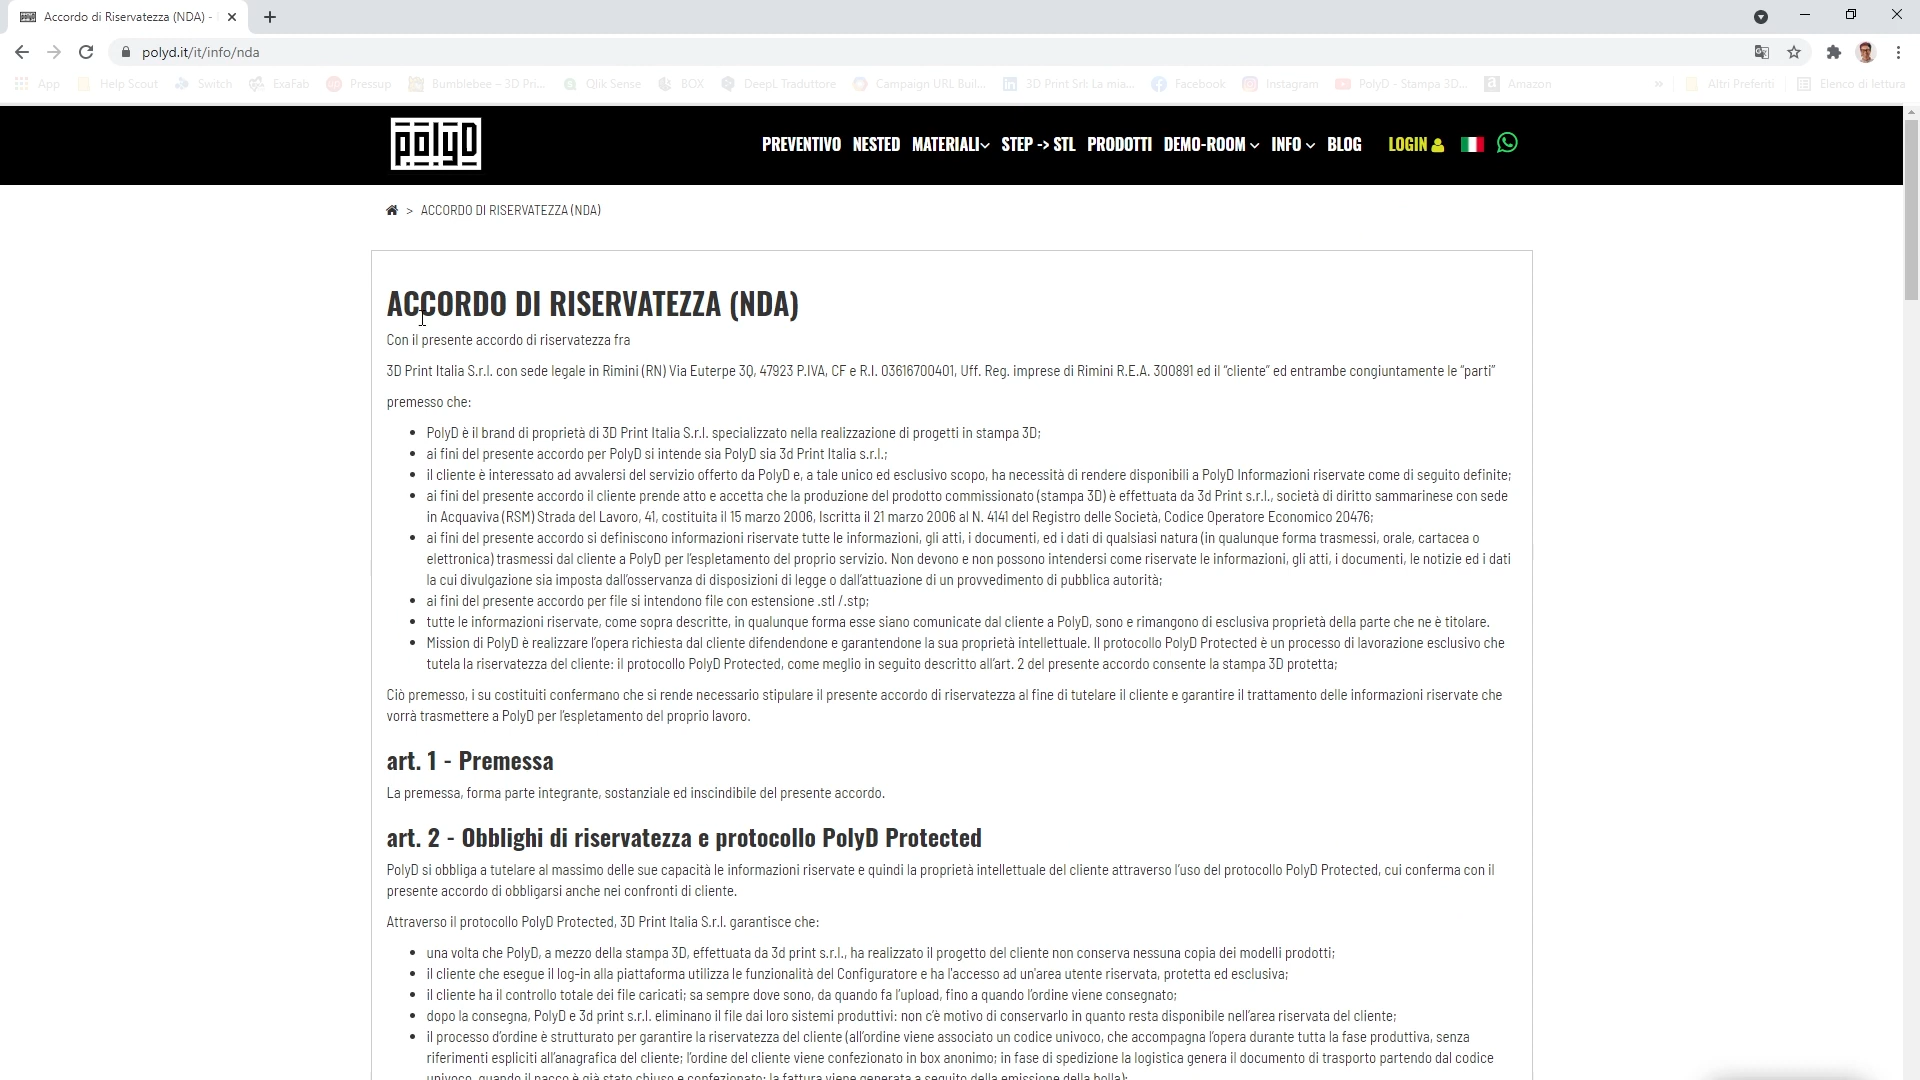 Accordo di Riservatezza (NDA) -
polyd.it/it/info/nda
App Help Scout Switch ExaFab Pressup Bumblebee – 3D Pri... Qlik Sense BOX DeepL Traduttore Campaign URL Buil... 3D Print Srl: La mia... Facebook Instagram PolyD - Stampa 3D... Amazon » Altri Preferiti Elenco di lettura
polyD
PREVENTIVO NESTED MATERIALI STEP -> STL PRODOTTI DEMO-ROOM INFO BLOG LOGIN
> ACCORDO DI RISERVATEZZA (NDA)
ACCORDO DI RISERVATEZZA (NDA)
Con il presente accordo di riservatezza fra
3D Print Italia S.r.l. con sede legale in Rimini (RN) Via Euterpe 3Q, 47923 P.IVA, CF e R.I. 03616700401, Uff. Reg. imprese di Rimini R.E.A. 300891 ed il “cliente” ed entrambe congiuntamente le “parti”
premesso che:
• PolyD è il brand di proprietà di 3D Print Italia S.r.l. specializzato nella realizzazione di progetti in stampa 3D;
• ai fini del presente accordo per PolyD si intende sia PolyD sia 3d Print Italia s.r.l.;
• il cliente è interessato ad avvalersi del servizio offerto da PolyD e, a tale unico ed esclusivo scopo, ha necessità di rendere disponibili a PolyD Informazioni riservate come di seguito definite;
• ai fini del presente accordo il cliente prende atto e accetta che la produzione del prodotto commissionato (stampa 3D) è effettuata da 3d Print s.r.l., società di diritto sammarinese con sede
in Acquaviva (RSM) Strada del Lavoro, 41, costituita il 15 marzo 2006, Iscritta il 21 marzo 2006 al N. 4141 del Registro delle Società, Codice Operatore Economico 20476;
• ai fini del presente accordo si definiscono informazioni riservate tutte le informazioni, gli atti, i documenti, ed i dati di qualsiasi natura (in qualunque forma trasmessi, orale, cartacea o
elettronica) trasmessi dal cliente a PolyD per l’espletamento del proprio servizio. Non devono e non possono intendersi come riservate le informazioni, gli atti, i documenti, le notizie ed i dati
la cui divulgazione sia imposta dall’osservanza di disposizioni di legge o dall’attuazione di un provvedimento di pubblica autorità;
• ai fini del presente accordo per file si intendono file con estensione .stl /.stp;
• tutte le informazioni riservate, come sopra descritte, in qualunque forma esse siano comunicate dal cliente a PolyD, sono e rimangono di esclusiva proprietà della parte che ne è titolare.
• Mission di PolyD è realizzare l’opera richiesta dal cliente difendendone e garantendone la sua proprietà intellettuale. Il protocollo PolyD Protected è un processo di lavorazione esclusivo che
tutela la riservatezza del cliente: il protocollo PolyD Protected, come meglio in seguito descritto all’art. 2 del presente accordo consente la stampa 3D protetta;
Ciò premesso, i su costituiti confermano che si rende necessario stipulare il presente accordo di riservatezza al fine di tutelare il cliente e garantire il trattamento delle informazioni riservate che
vorrà trasmettere a PolyD per l’espletamento del proprio lavoro.
art. 1 - Premessa
La premessa, forma parte integrante, sostanziale ed inscindibile del presente accordo.
art. 2 - Obblighi di riservatezza e protocollo PolyD Protected
PolyD si obbliga a tutelare al massimo delle sue capacità le informazioni riservate e quindi la proprietà intellettuale del cliente attraverso l’uso del protocollo PolyD Protected, cui conferma con il
presente accordo di obbligarsi anche nei confronti di cliente.
Attraverso il protocollo PolyD Protected, 3D Print Italia S.r.l. garantisce che:
• una volta che PolyD, a mezzo della stampa 3D, effettuata da 3d print s.r.l., ha realizzato il progetto del cliente non conserva nessuna copia dei modelli prodotti;
• il cliente che esegue il log-in alla piattaforma utilizza le funzionalità del Configuratore e ha l’accesso ad un’area utente riservata, protetta ed esclusiva;
• il cliente ha il controllo totale dei file caricati; sa sempre dove sono, da quando fa l’upload, fino a quando l’ordine viene consegnato;
• dopo la consegna, PolyD e 3d print s.r.l. eliminano il file dai loro sistemi produttivi: non c’è motivo di conservarlo in quanto resta disponibile nell’area riservata del cliente;
• il processo d’ordine è strutturato per garantire la riservatezza del cliente (all’ordine viene associato un codice univoco, che accompagna l’opera durante tutta la fase produttiva, senza
riferimenti espliciti all’anagrafica del cliente; l’ordine del cliente viene confezionato in box anonimo; in fase di spedizione la logistica genera il documento di trasporto partendo dal codice
univoco, quando il pacco è già stato chiuso e confezionato; la fattura viene generata a seguito della emissione della bolla);